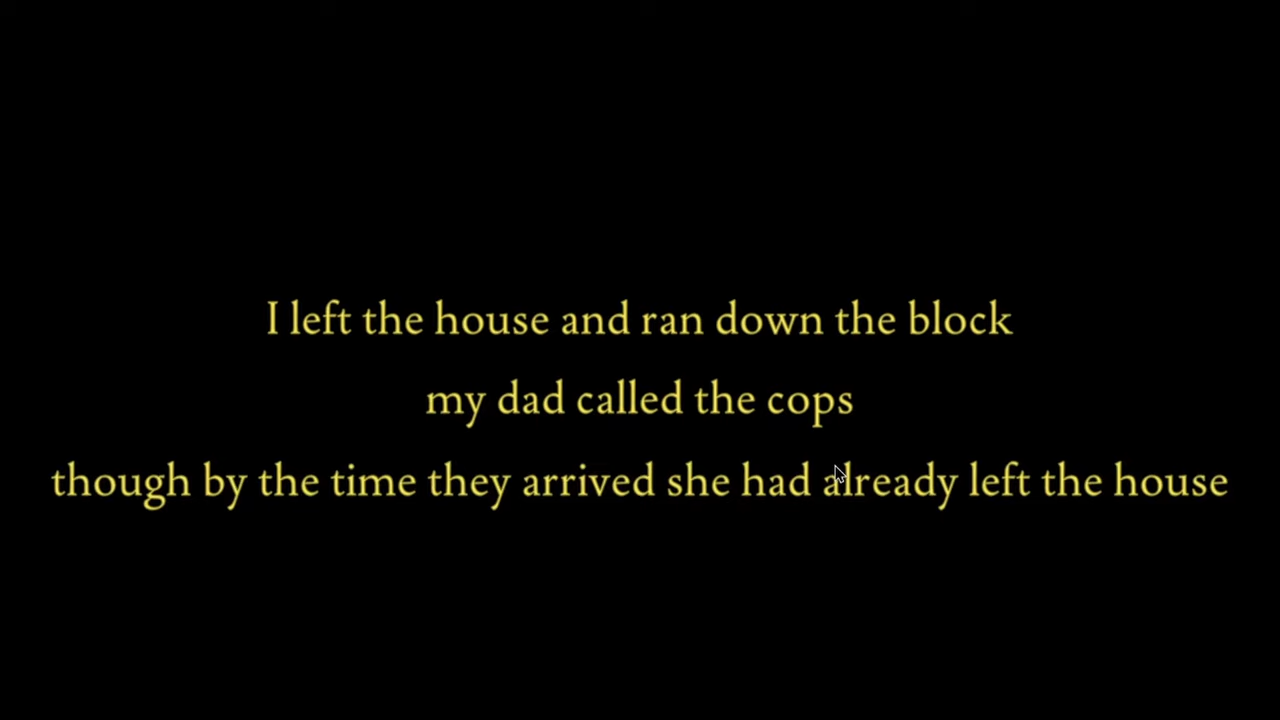 I left the house and ran down the block
my dad called the cops
though by the time they arrived she had already left the house